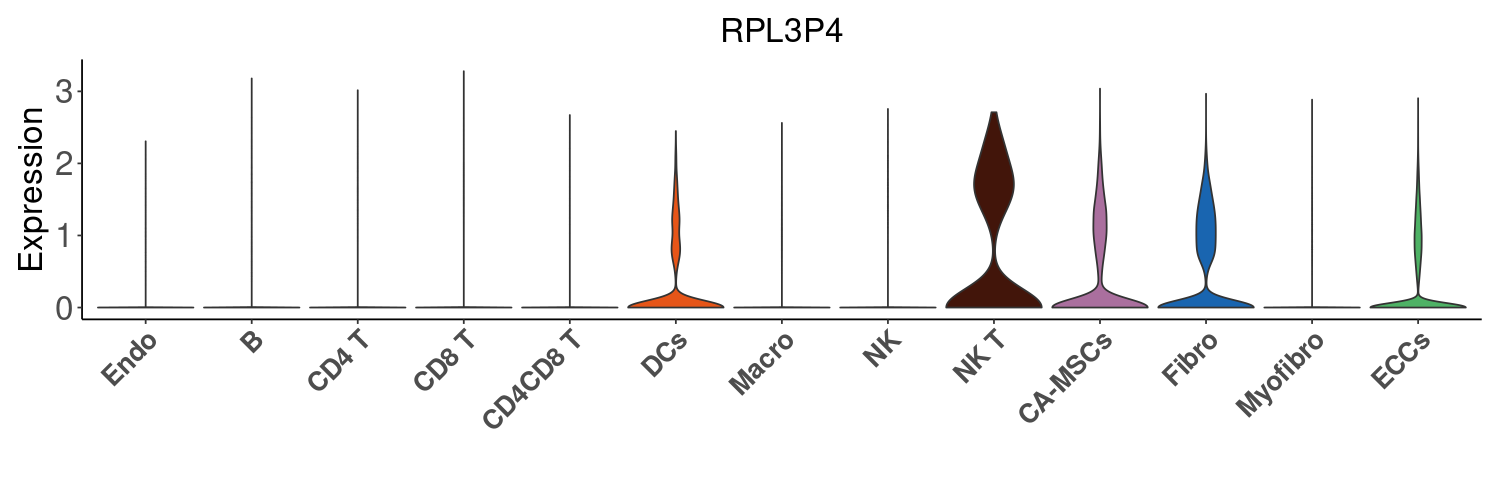 RPL3P4
Expression
3
2
1
0
Endo
B
CD4 T
CD8 T
CD4CD8 T
DCs
Macro
NK
NK T
CA-MSCs
Fibro
Myofibro
ECCs